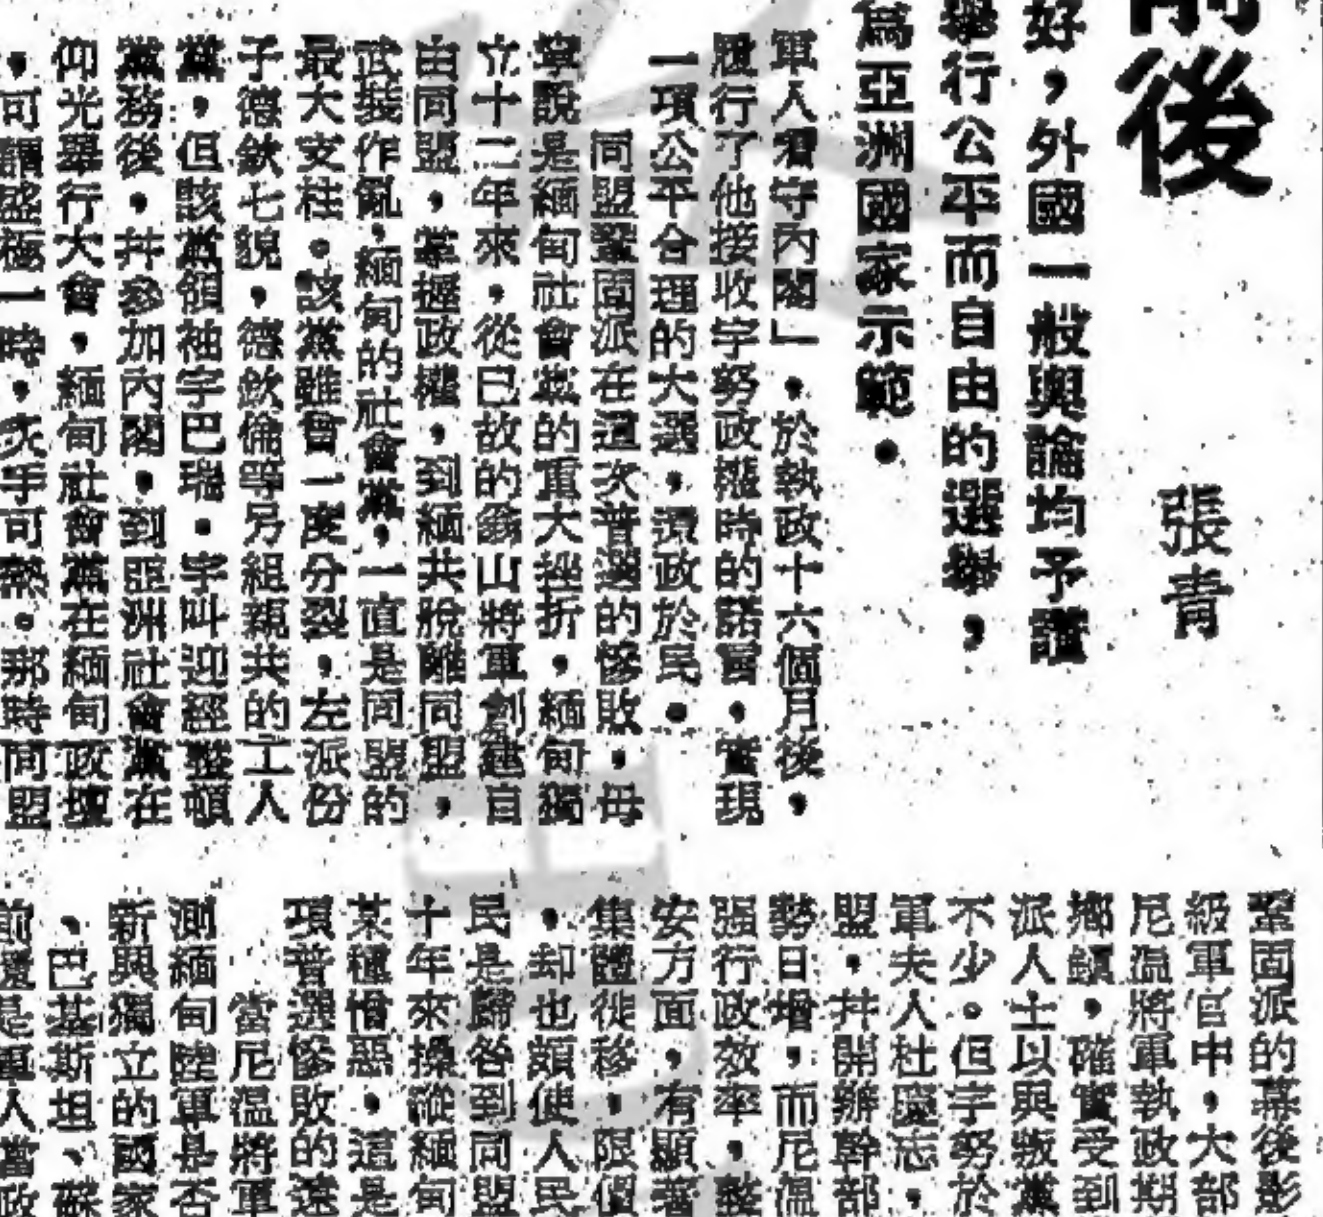 後
張青
好，外國一般輿論均予讚
舉行公平而自由的選舉，
為亞洲國家示範．
軍人看守內閣」，於執政十六個月後，
履行了他接收宇努政權時的諾言，實現
一項公平合理的大選，還政於民．
同盟鞏固派在這次普選的慘敗．毋
寧說是緬甸社會黨的重大挫折，緬甸獨
立十二年來，從已故的翁山將軍創建自
由同盟，掌握政權，到緬共脫離同盟，
武裝作亂，緬甸的社會黨，一直是同盟的
最大支柱。該黨雖曾一度分裂，左派份
子德欽七貌，德欽倫等另組親共的工人
黨，但該黨領袖宇巴瑞．宇叫迎經整頓
黨務後，并參加內閣．到亞洲社會黨在
仰光舉行大會，緬甸社會黨在緬甸政壇
，可謂盛極一時，炙手可熱。那時同盟
鞏固派的幕後影
級軍官中，大部
尼溫將軍執政期
鄉鎮，確實受到
派人士以與叛黨
不少。但宇努於
軍夫人杜慶志，
盟，并開辦幹部
勢日增，而尼溫
强行政效率，整
安方面，有顯著
集體徙移，限價
，却也頗使人民
民是歸咎到同盟
十年來操縱緬甸
某種憎惡，這是
項普選慘敗的遠
當尼溫將軍
測緬甸陸軍是否
新興獨立的國家
、巴基斯坦、蘇
前還是軍人當政